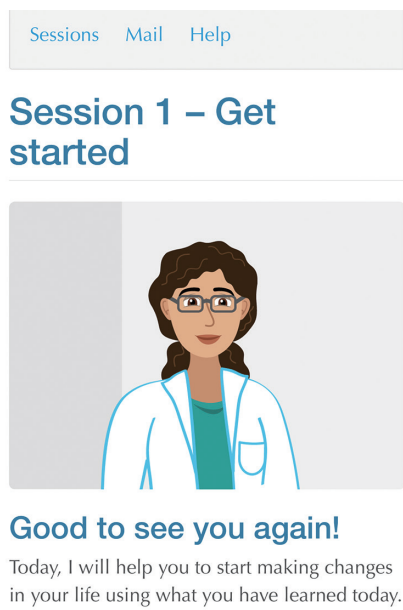 Sessions Mail Help
Session 1 – Get
started
Good to see you again!
Today, I will help you to start making changes
in your life using what you have learned today.